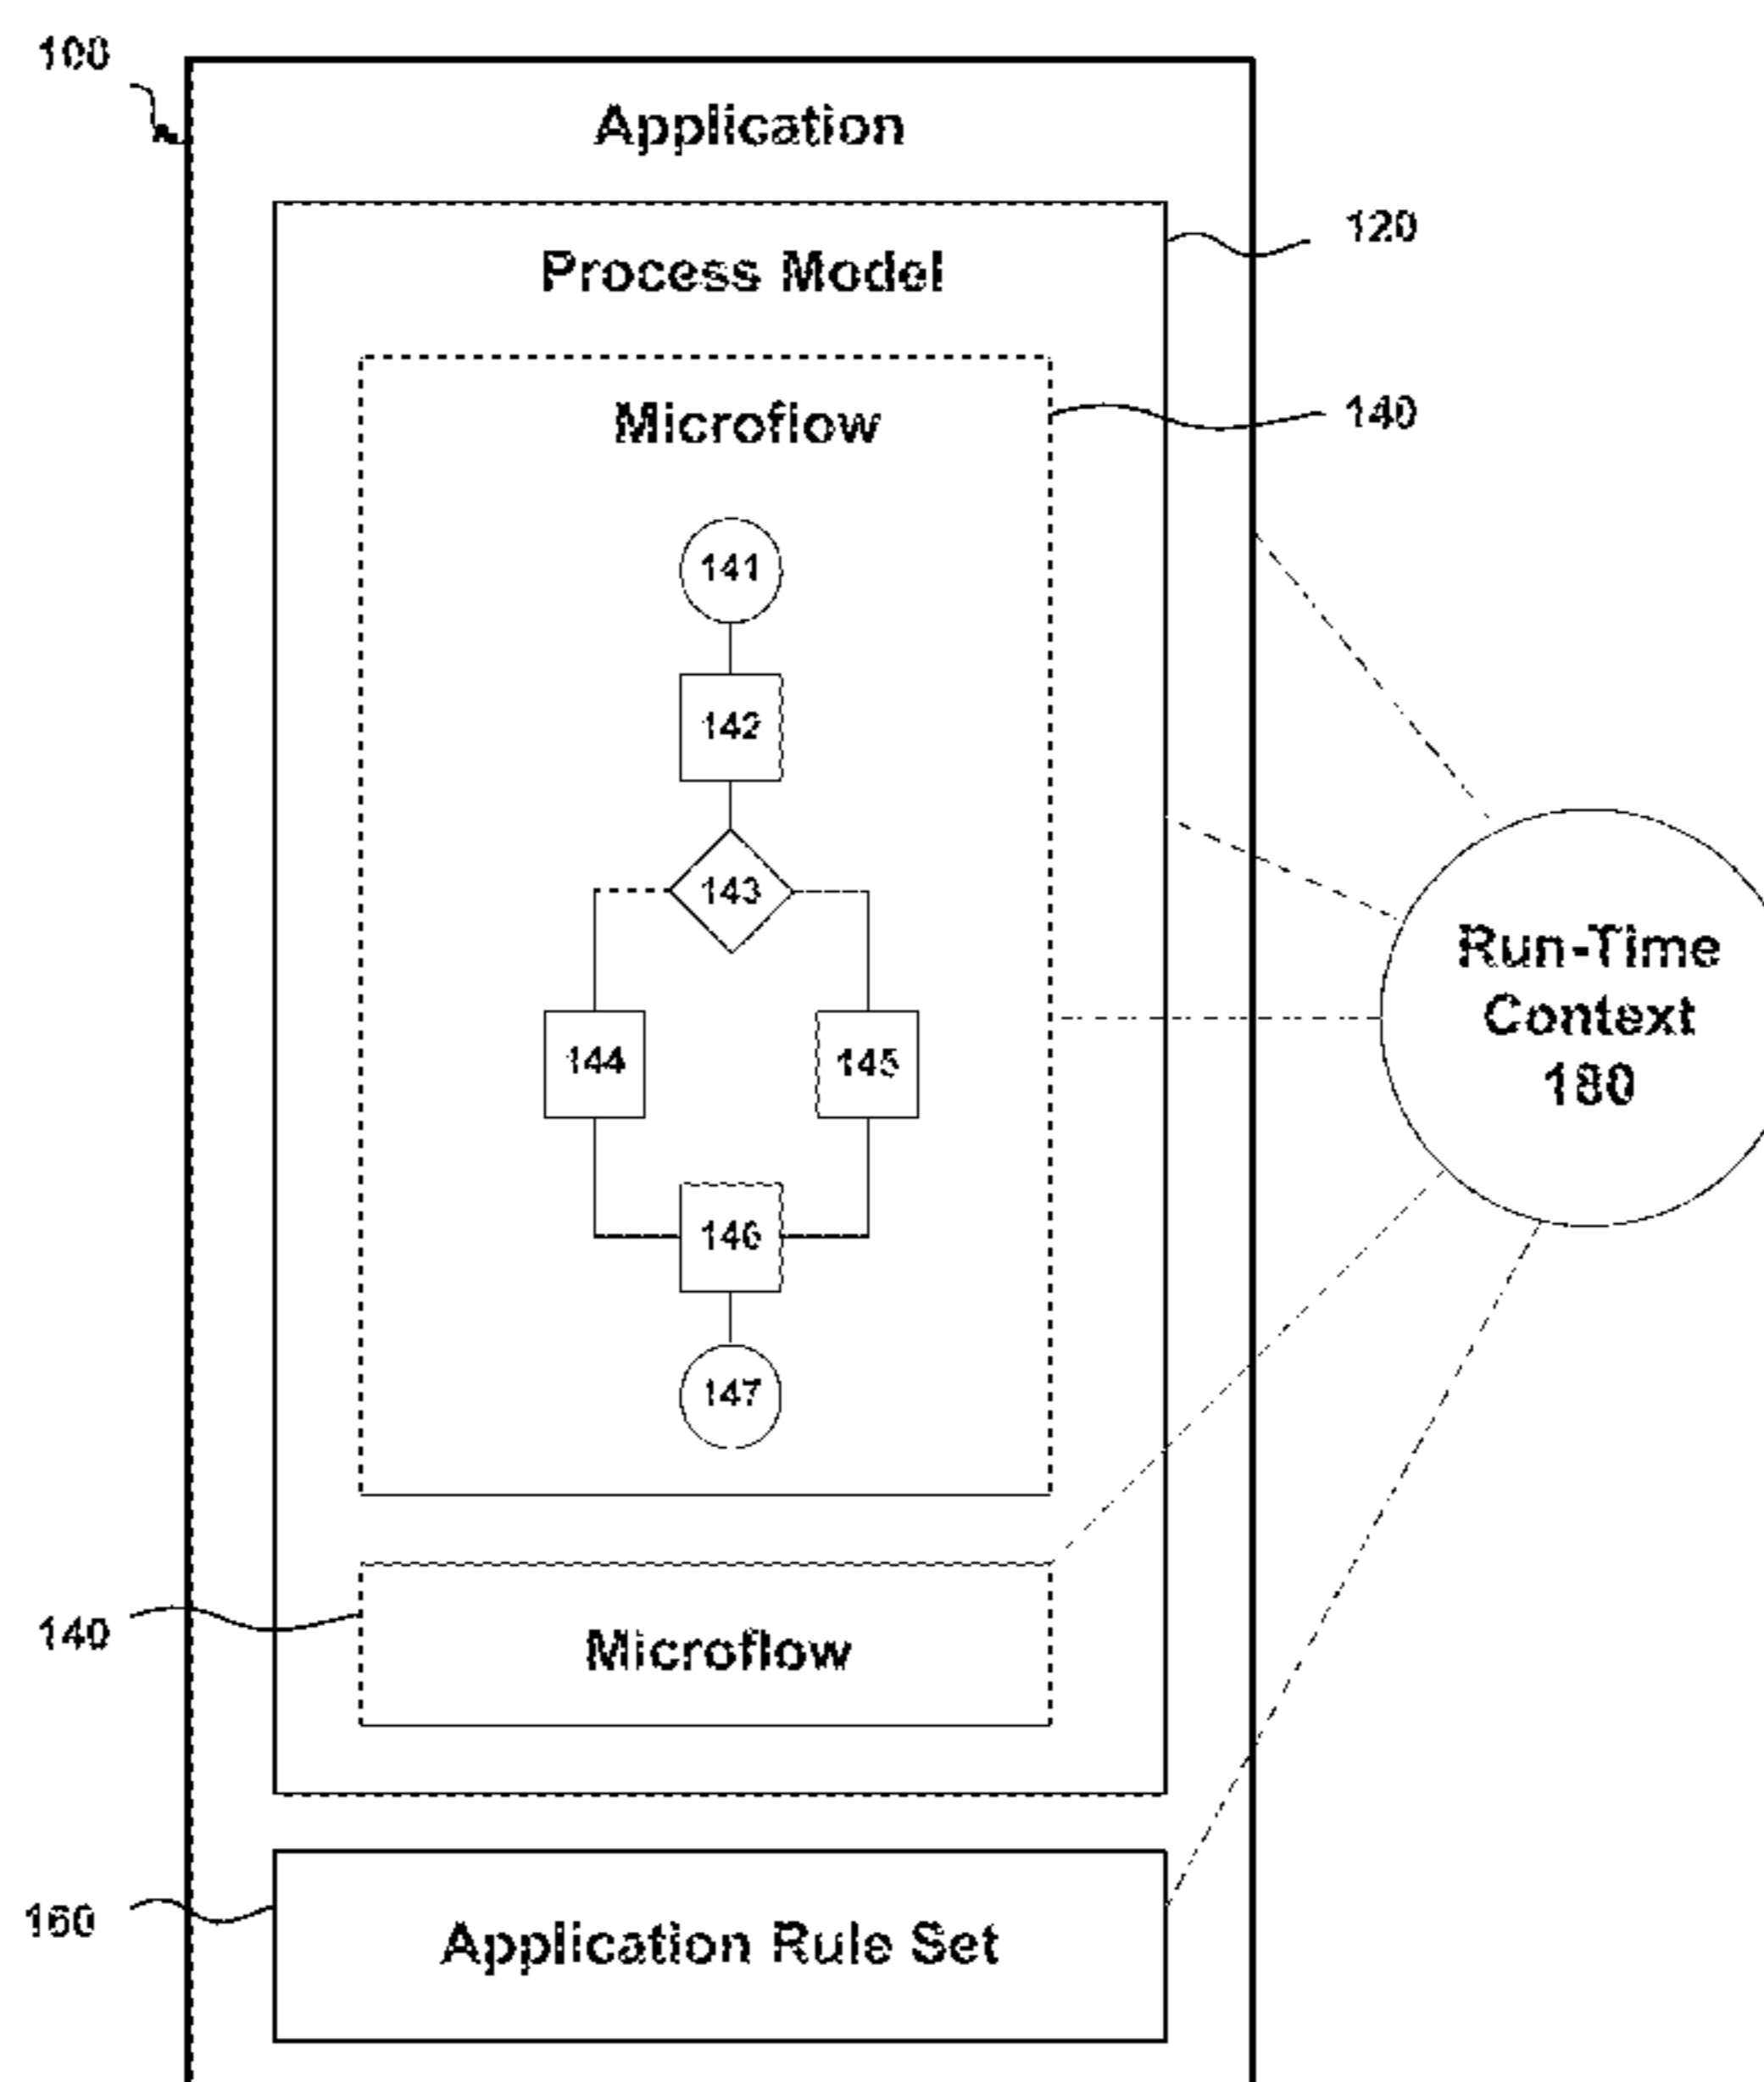 100
Application
120
Process Model
140
Microflow
141
142
143
144
145
146
147
Run-Time
Context
180
140
Microflow
160
Application Rule Set